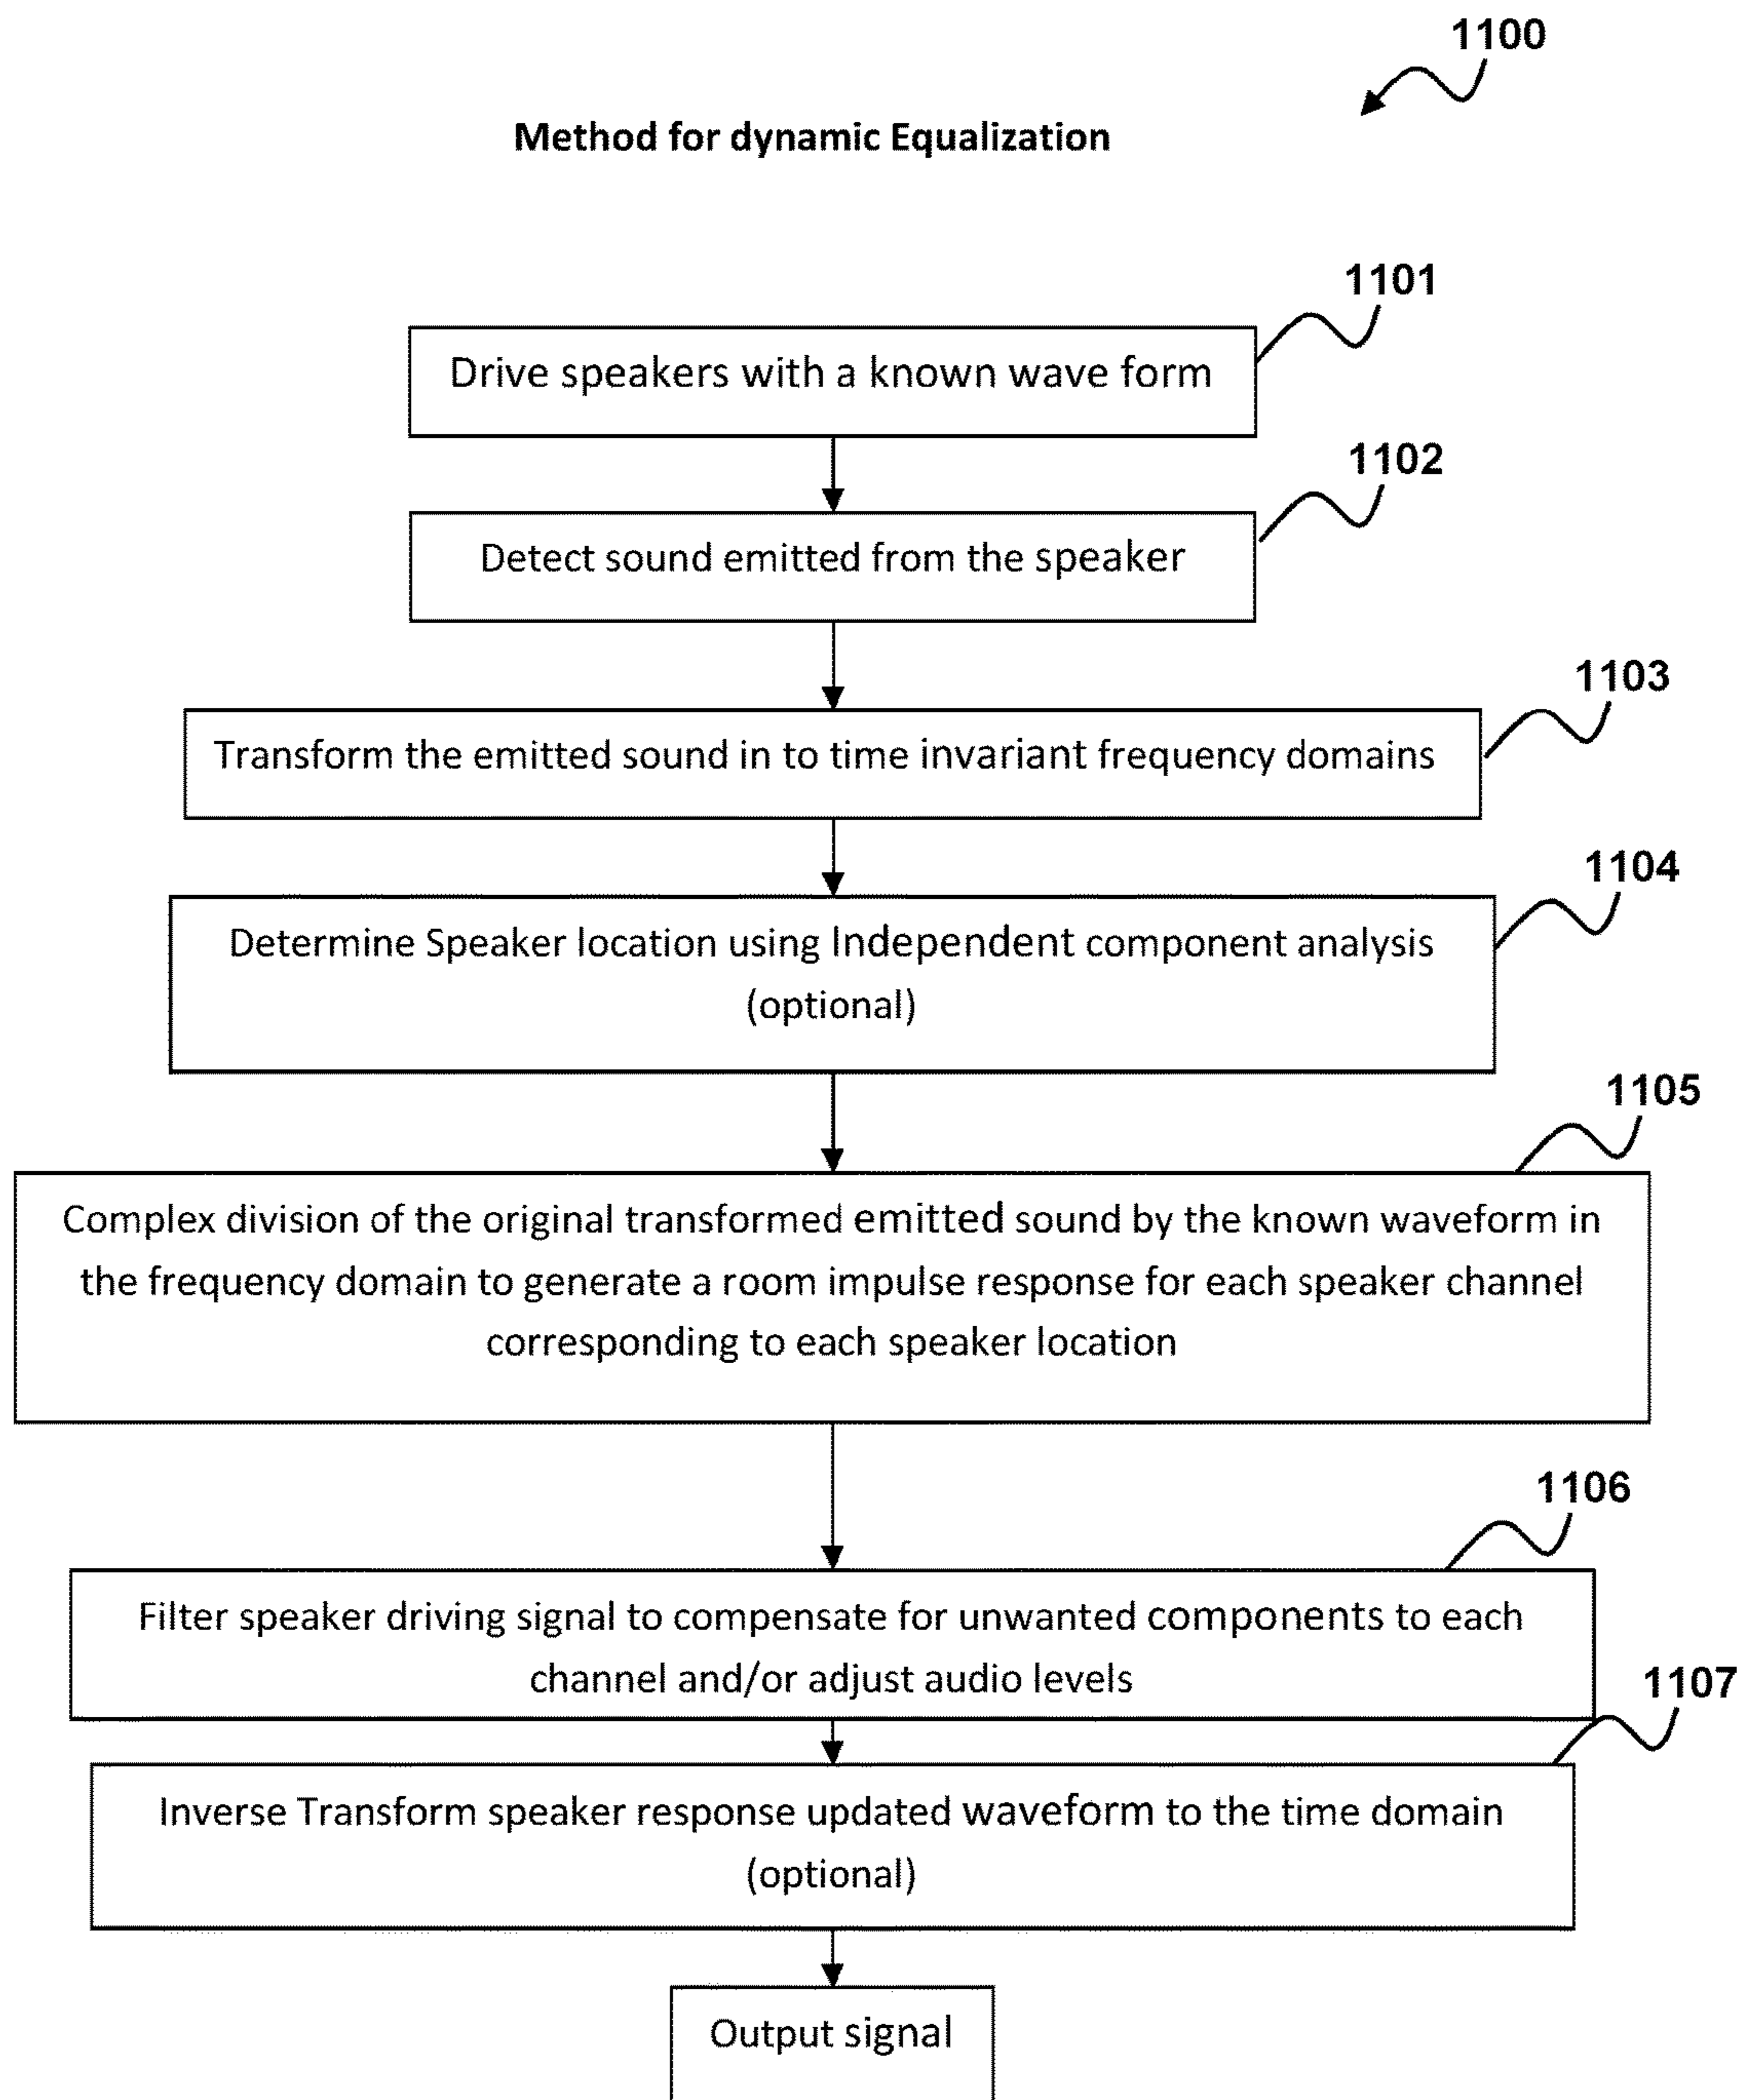 1100
Method for dynamic Equalization
1101
Drive speakers with a known wave form
1102
Detect sound emitted from the speaker
1103
Transform the emitted sound in to time invariant frequency domains
1104
Determine Speaker location using Independent component analysis
(optional)
1105
Complex division of the original transformed emitted sound by the known waveform in
the frequency domain to generate a room impulse response for each speaker channel
corresponding to each speaker location
1106
Filter speaker driving signal to compensate for unwanted components to each
channel and/or adjust audio levels
1107
Inverse Transform speaker response updated waveform to the time domain
(optional)
Output signal